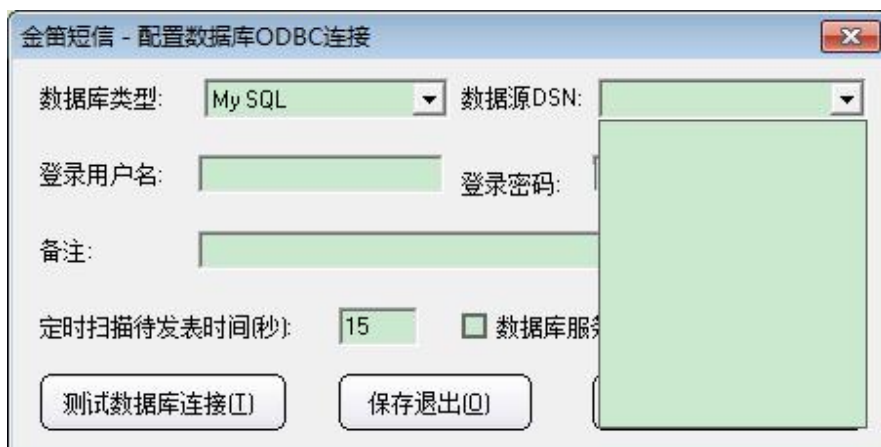 金笛短信 - 配置数据库ODBC连接
数据库类型: My SQL 数据源DSN:
登录用户名: 登录密码:
备注:
定时扫描待发表时间(秒): 15 数据库服
测试数据库连接(T) 保存退出(O)